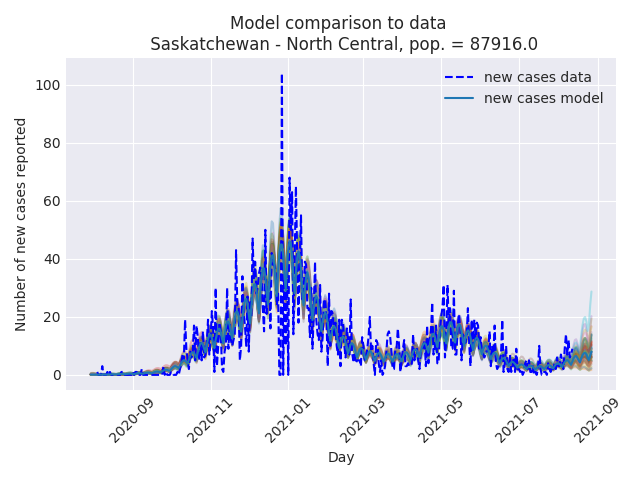 Model comparison to data
Saskatchewan - North Central, pop. = 87916.0
new cases data
new cases model
Number of new cases reported
100
80
60
40
20
0
2020-09
2020-11
2021-01
2021-03
2021-05
2021-07
2021-09
Day